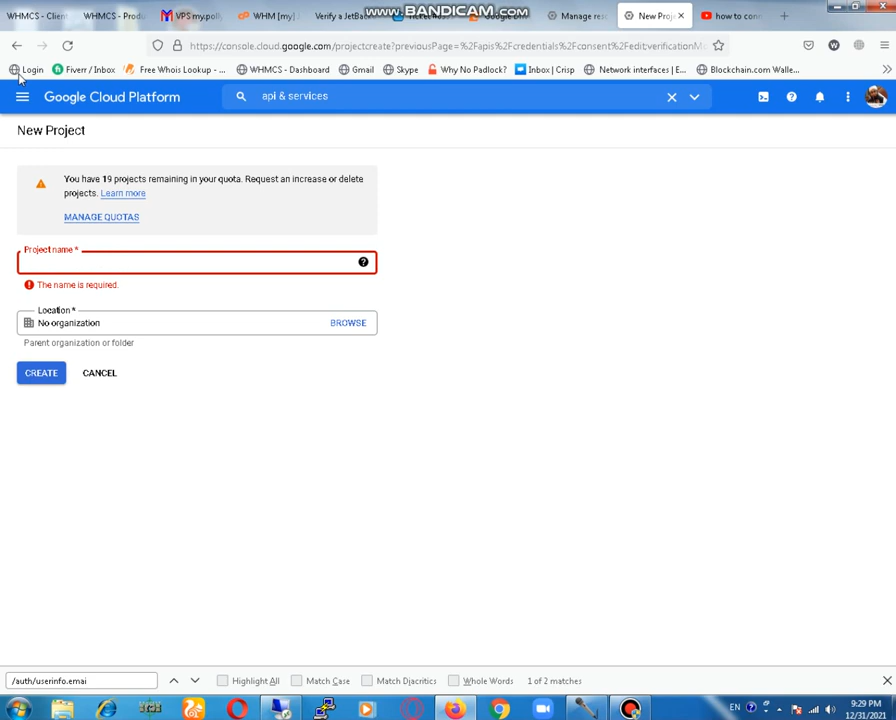 WHMCS - Clien
WHMCS - Produ
VPS my.polly
WHM [my]
Verify a JetBac
www.BANDICAM.com
Manage res
New Proj
how to conn
https://console.cloud.google.com/projectcreate?previousPage=%2Fapis%2Fcredentials%2Fconsent%2Fedit;verificationM
Login
Fiverr / Inbox
Free Whois Lookup - ...
WHMCS - Dashboard
Gmail
Skype
Why No Padlock?
Inbox | Crisp
Network interfaces | E...
Blockchain.com Walle...
Google Cloud Platform
api & services
New Project
You have 19 projects remaining in your quota. Request an increase or delete
projects. Learn more
MANAGE QUOTAS
Project name *
The name is required.
Location *
No organization
BROWSE
Parent organization or folder
CREATE
CANCEL
/auth/userinfo.emai
Highlight All
Match Case
Match Diacritics
Whole Words
1 of 2 matches
EN
9:29 PM
12/31/2021